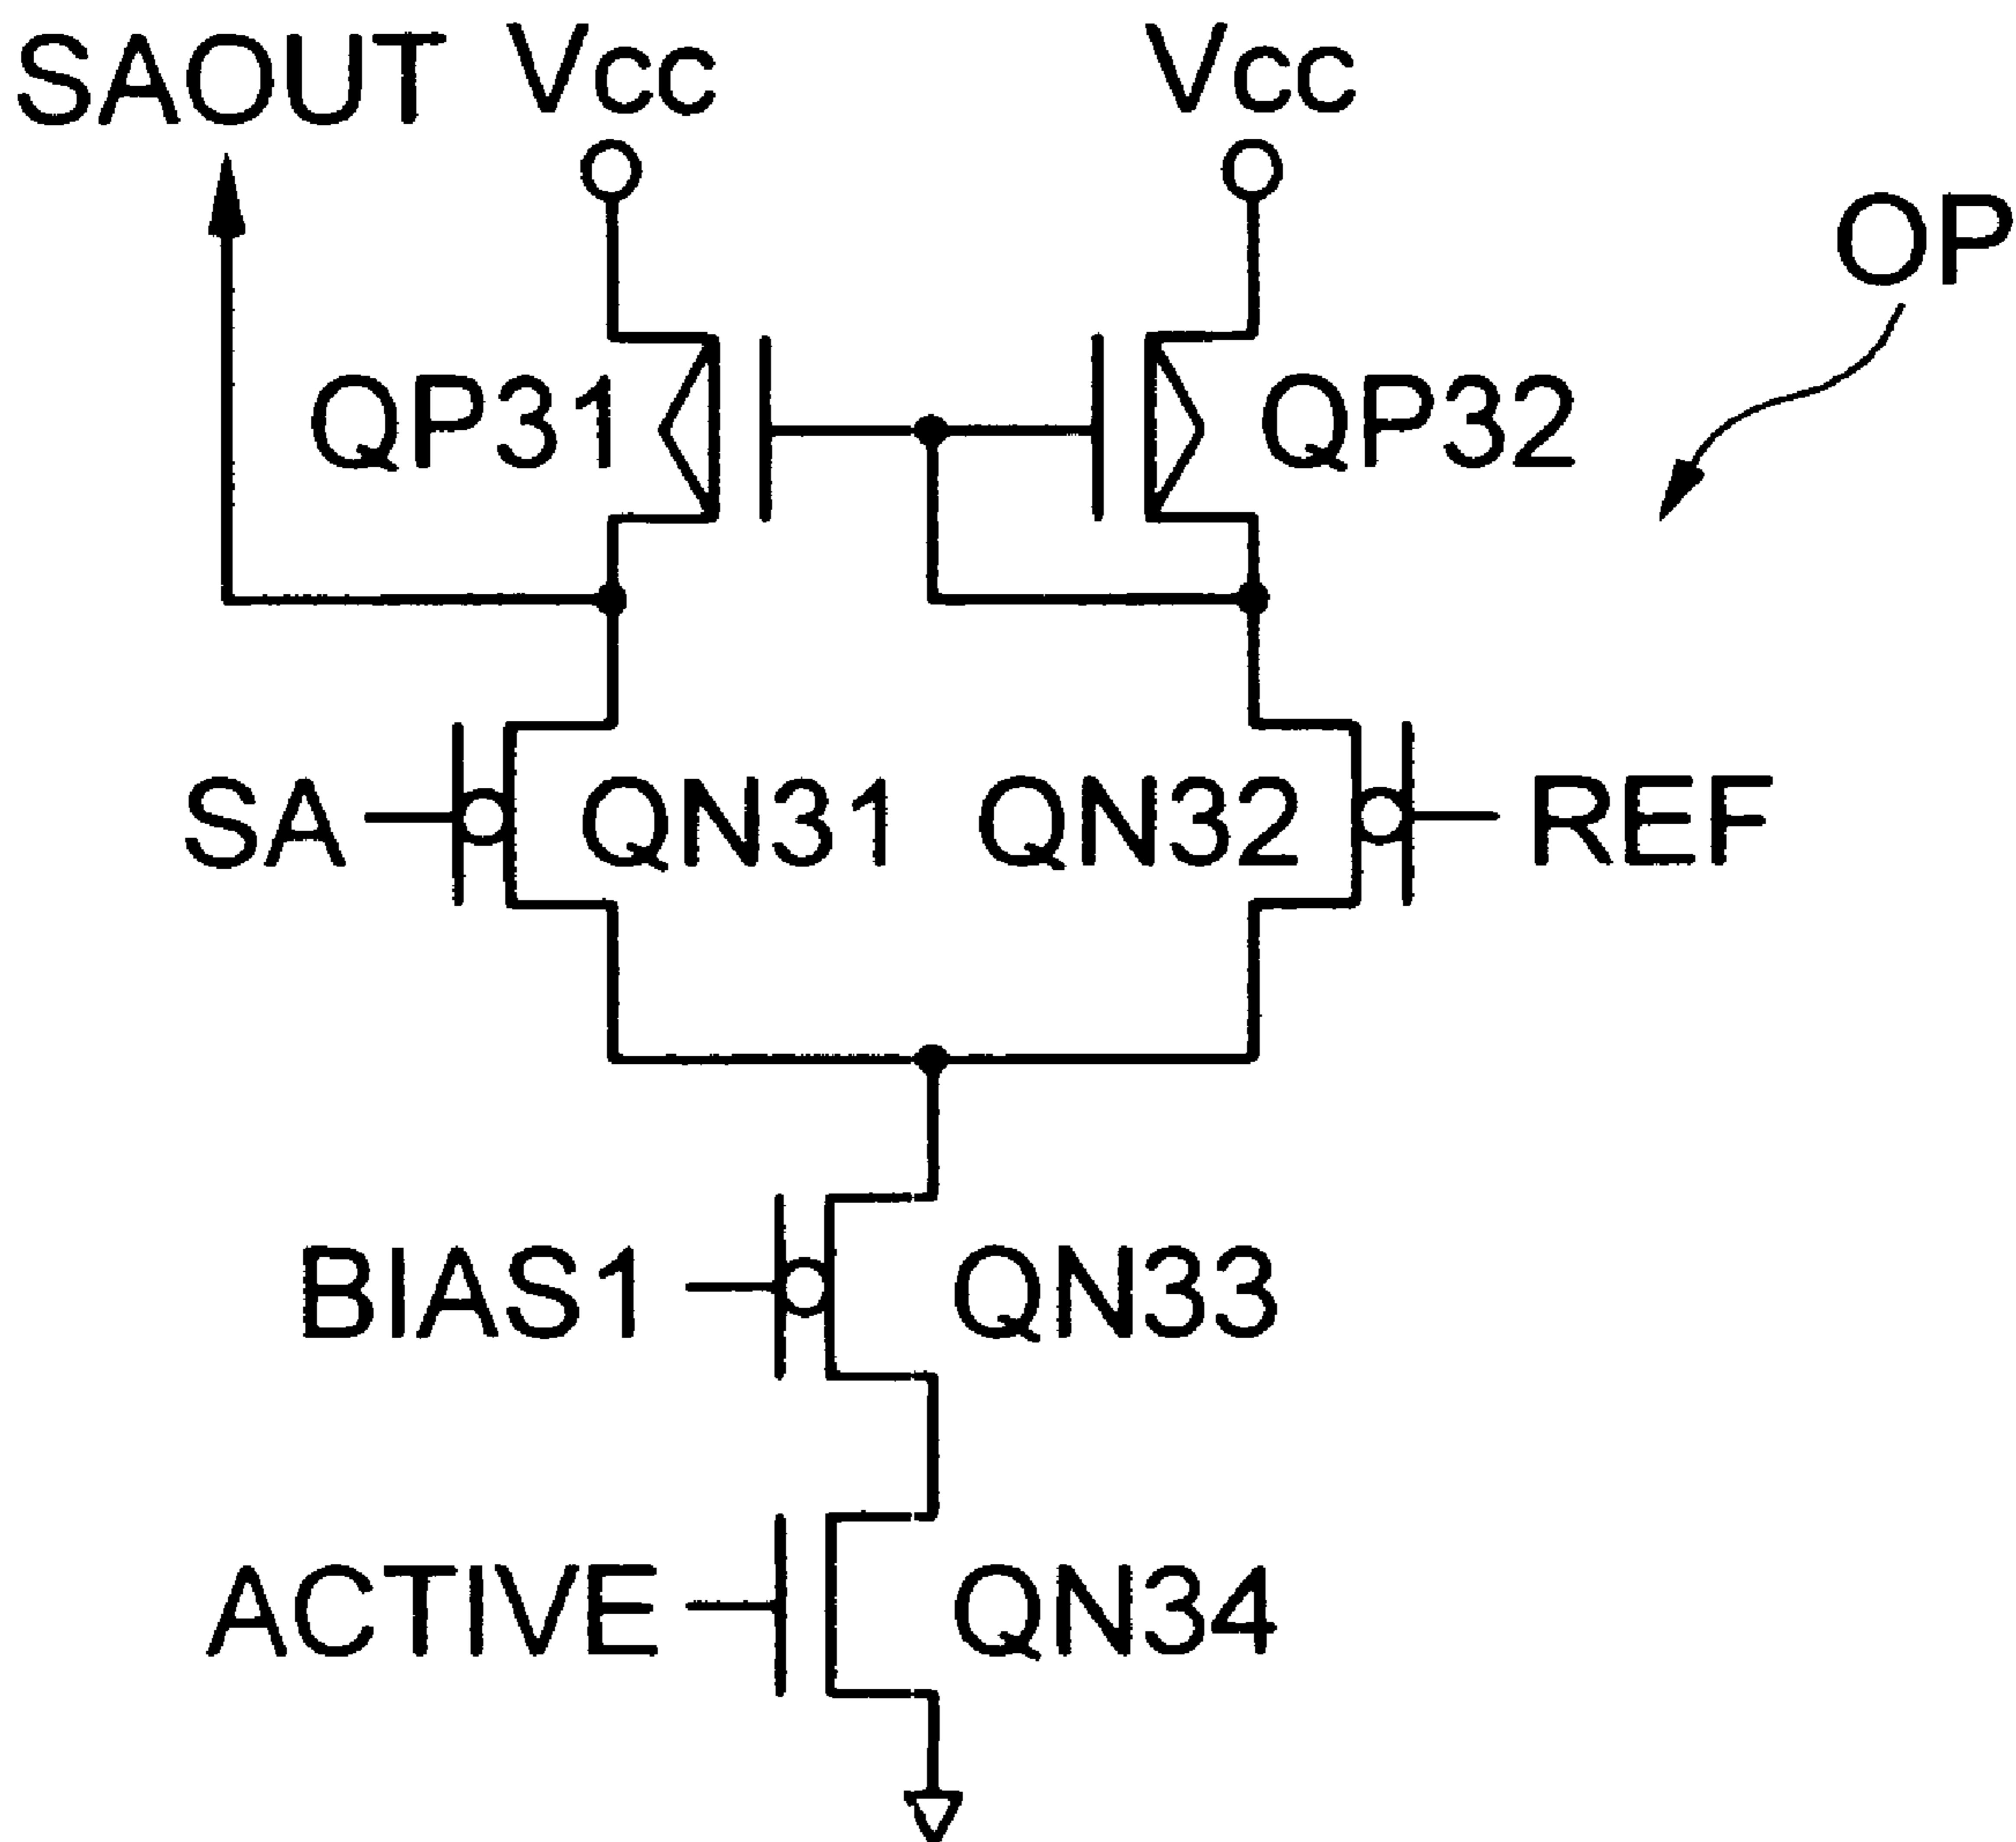 SAOUT Vcc Vcc
OP
QP31 QP32
SA QN31 QN32 REF
BIAS1 QN33
ACTIVE QN34